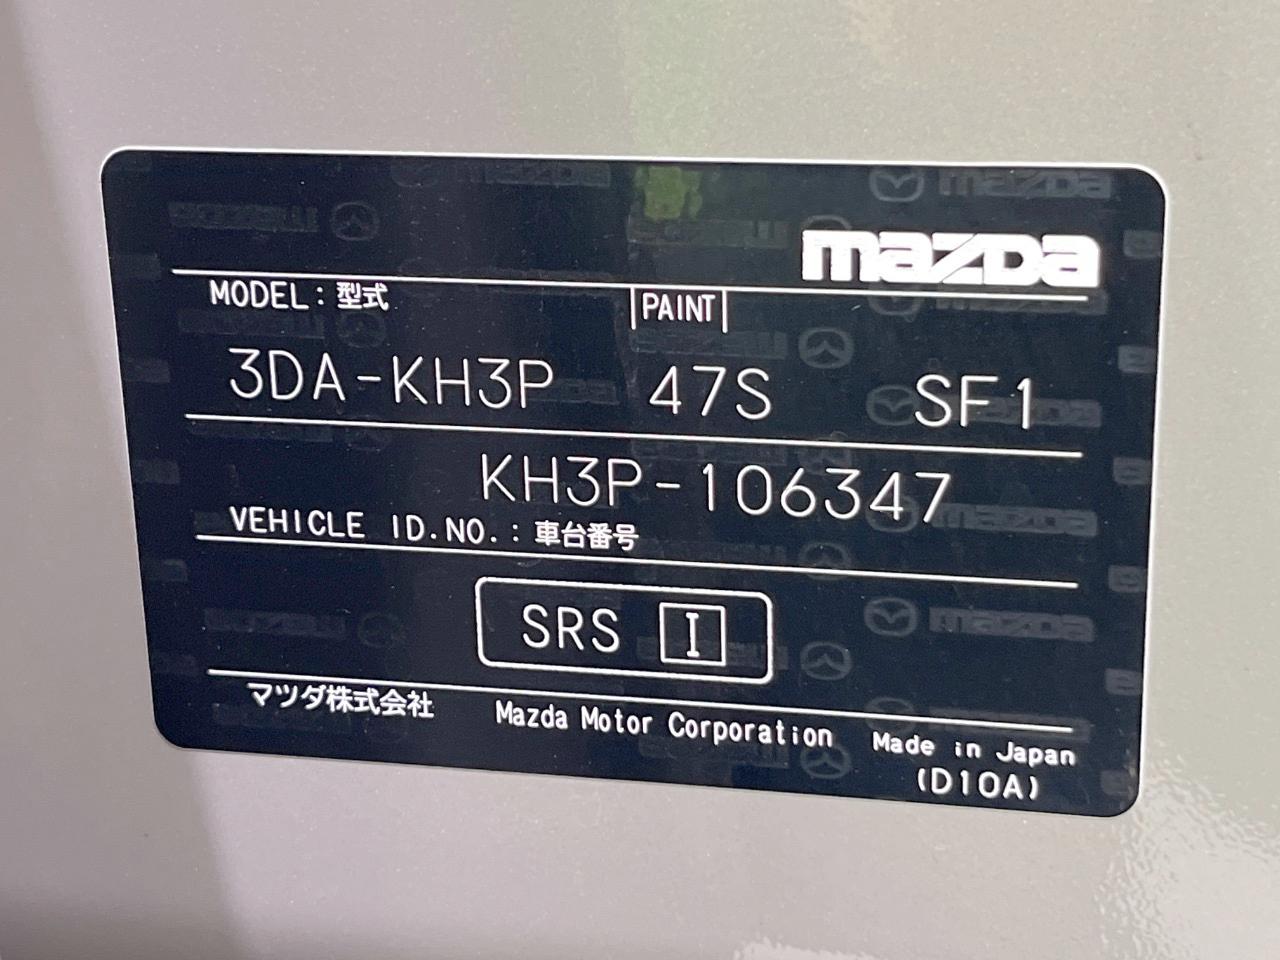 mazda
MODEL : 型式 PAINT
3DA-KH3P 47S SF1
KH3P-106347
VEHICLE ID.NO. : 車台番号
SRS I
マツダ株式会社 Mazda Motor Corporation Made in Japan
(D10A)